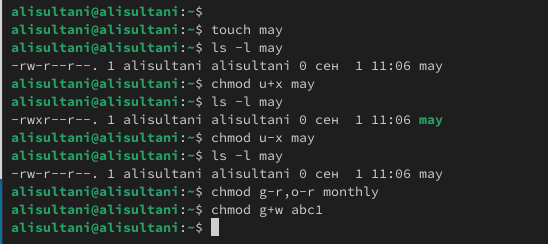 alisultani@alisultani:~$
alisultani@alisultani:~$ touch may
alisultani@alisultani:~$ ls -l may
-rw-r--r--. 1 alisultani alisultani 0 сен  1 11:06 may
alisultani@alisultani:~$ chmod u+x may
alisultani@alisultani:~$ ls -l may
-rwxr--r--. 1 alisultani alisultani 0 сен  1 11:06 may
alisultani@alisultani:~$ chmod u-x may
alisultani@alisultani:~$ ls -l may
-rw-r--r--. 1 alisultani alisultani 0 сен  1 11:06 may
alisultani@alisultani:~$ chmod g-r,o-r monthly
alisultani@alisultani:~$ chmod g+w abc1
alisultani@alisultani:~$